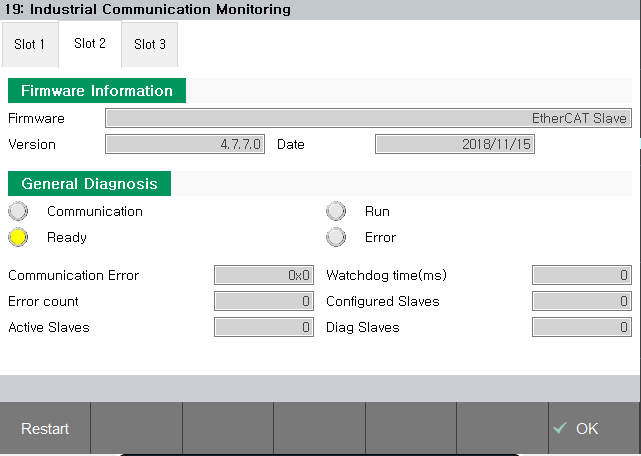 19: Industrial Communication Monitoring
Slot 1 Slot 2 Slot 3
Firmware Information
Firmware EtherCAT Slave
Version 4.7.7.0 Date 2018/11/15
General Diagnosis
Communication Run
Ready Error
Communication Error 0x0 Watchdog time(ms) 0
Error count 0 Configured Slaves 0
Active Slaves 0 Diag Slaves 0
Restart OK